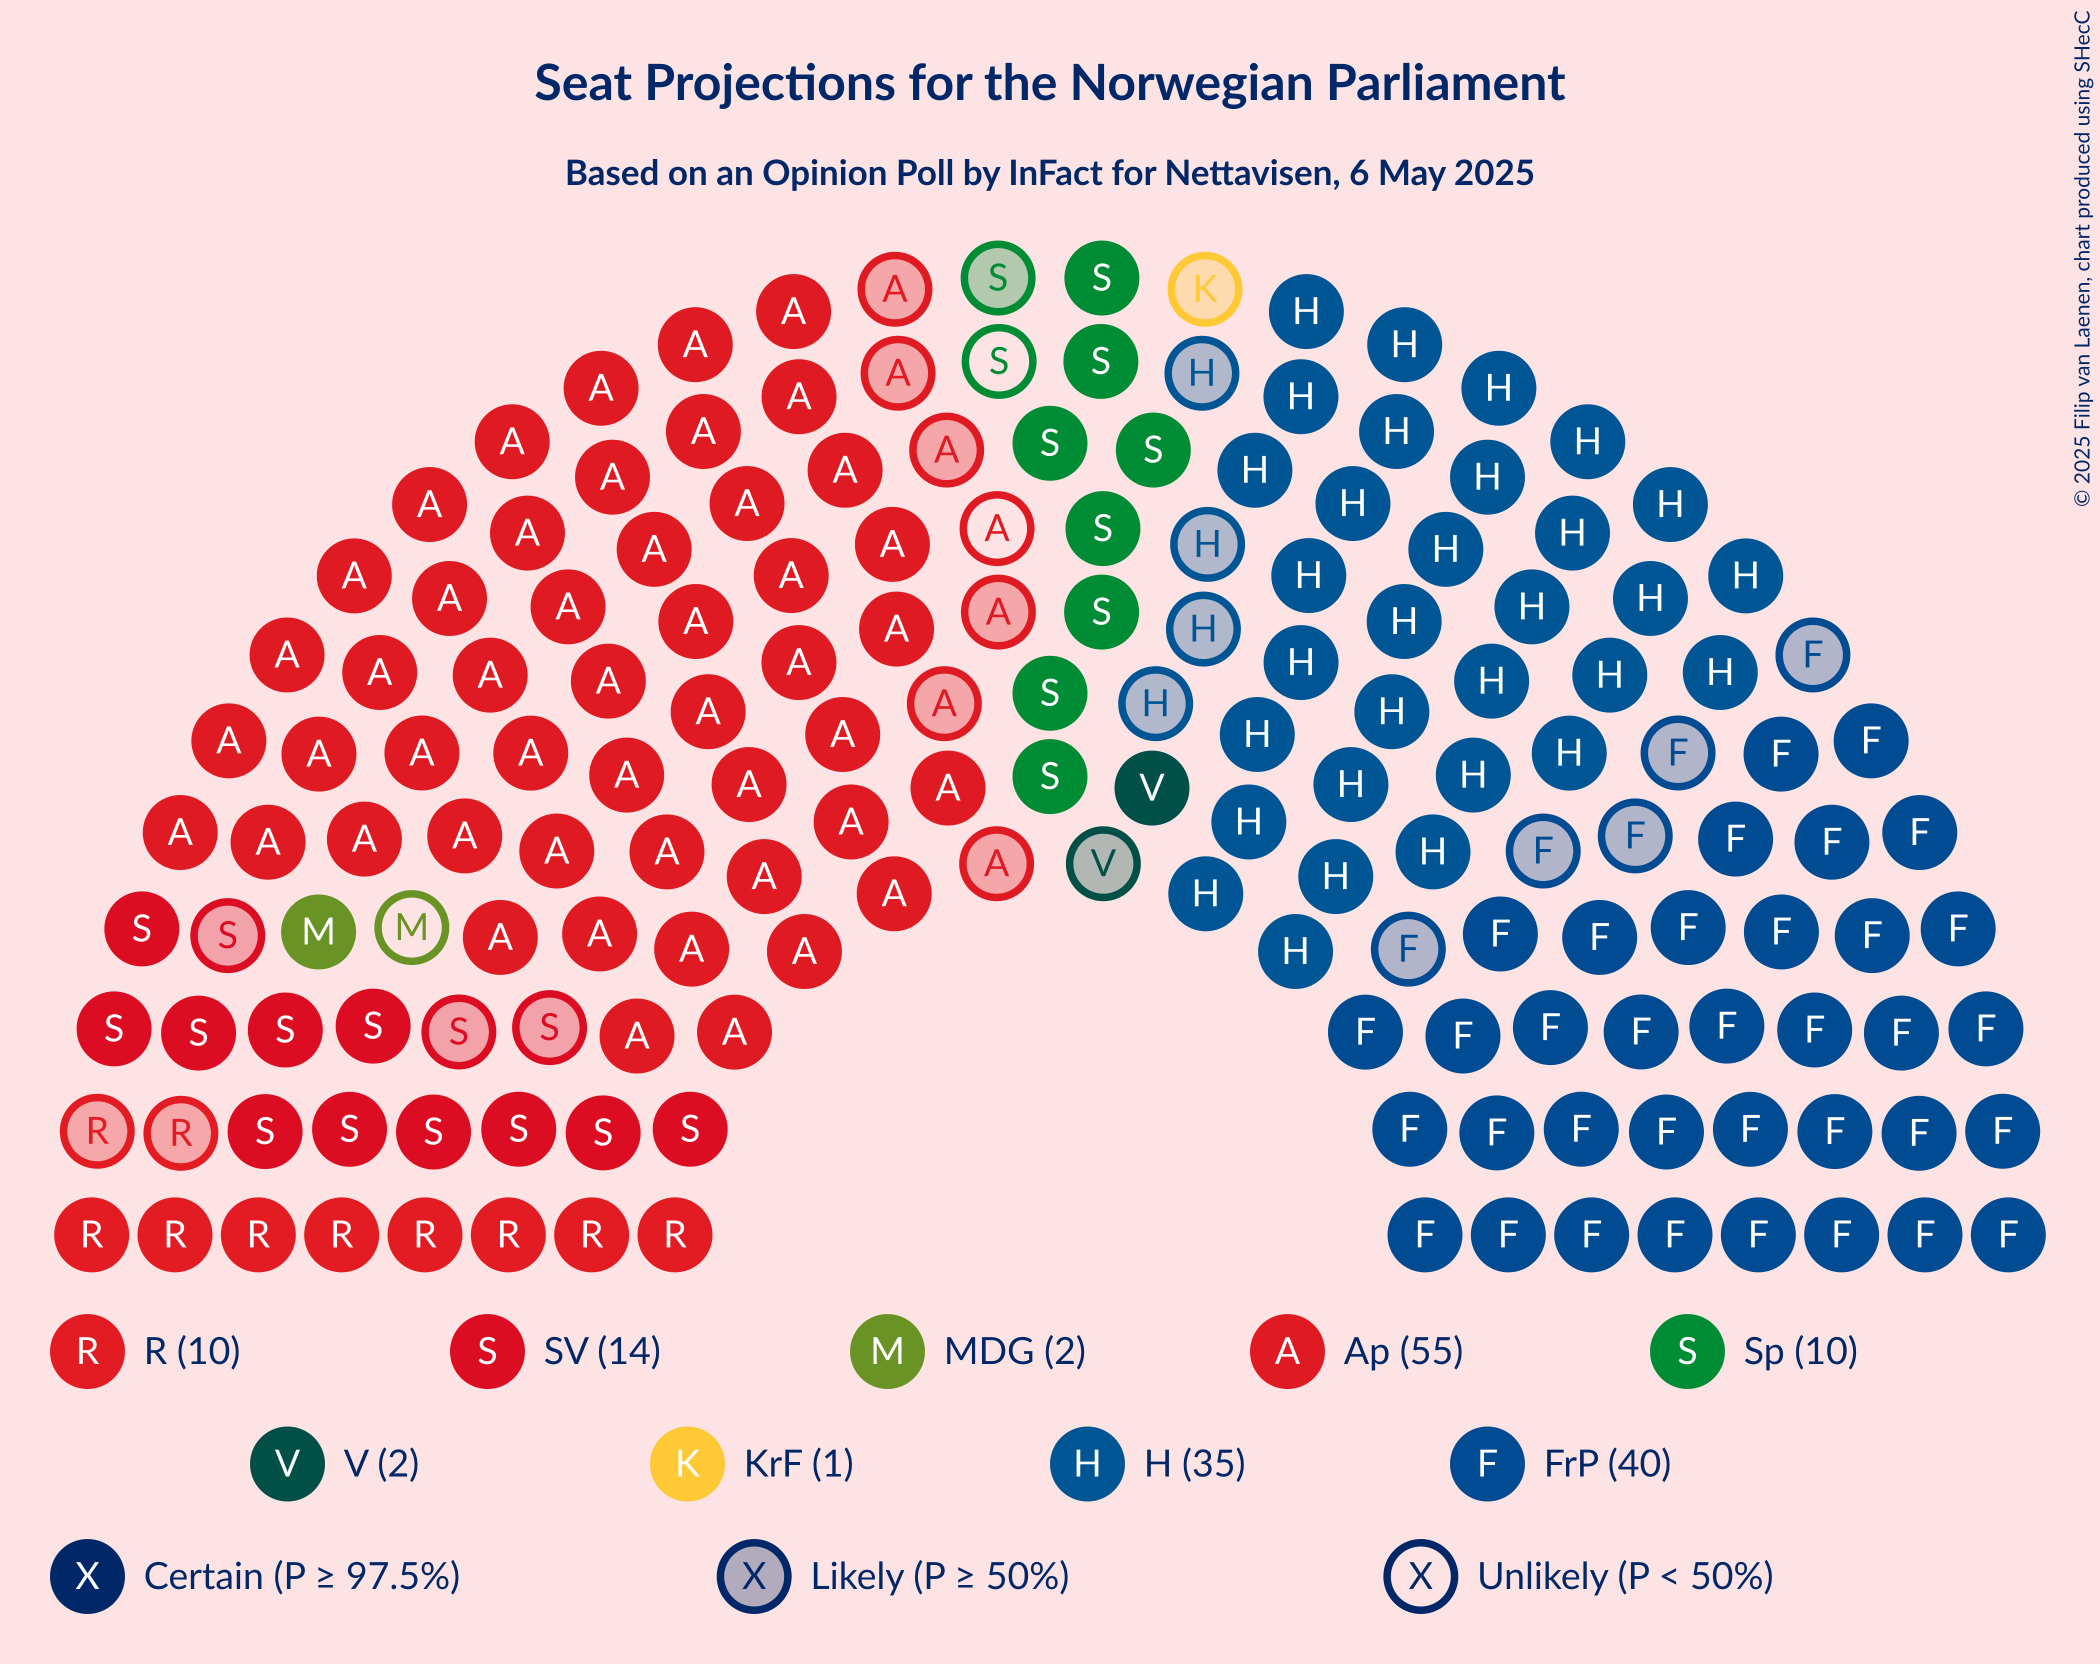 Seat Projections for the Norwegian Parliament
Based on an Opinion Poll by InFact for Nettavisen, 6 May 2025
© 2025 Filip van Laenen, chart produced using SHecC
A S S K
A A H H
A A S S H H H H
A A A S S H H H
A A A A A H H H H H
A A A A S H H H
A A A A A S H H H H H
A A A A S H H H H F
A A A A A A S H H H H H H
A A A A A A A S V H H H H F F F
A A A A A A A A V H H H F F F F F
S S M M A A A A A A H H F F F F F F F
S S S S S S A A F F F F F F F F
R R S S S S S S F F F F F F F F
R R R R R R R R F F F F F F F F
R R (10) S SV (14) M MDG (2) A Ap (55) S Sp (10)
V V (2) K KrF (1) H H (35) F FrP (40)
X Certain (P ≥ 97.5%) X Likely (P ≥ 50%) X Unlikely (P < 50%)